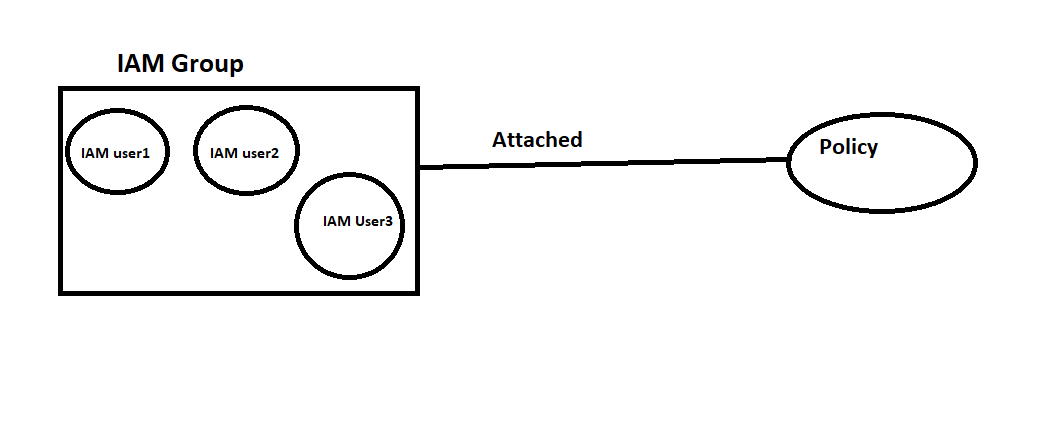 IAM Group
IAM user1
IAM user2
IAM User3
Attached
Policy